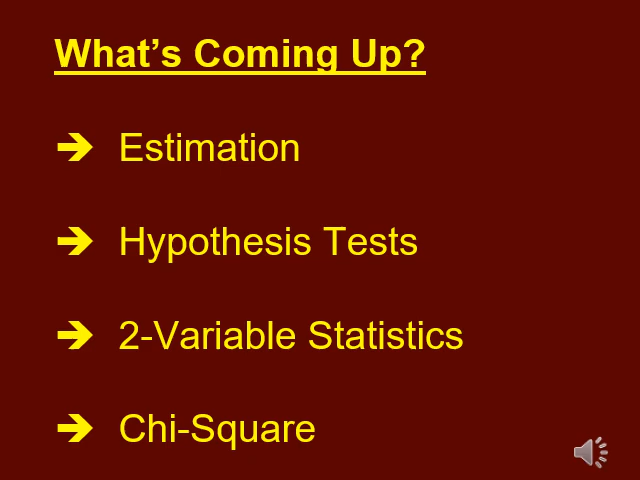 What’s Coming Up?
➔ Estimation
➔ Hypothesis Tests
➔ 2-Variable Statistics
➔ Chi-Square